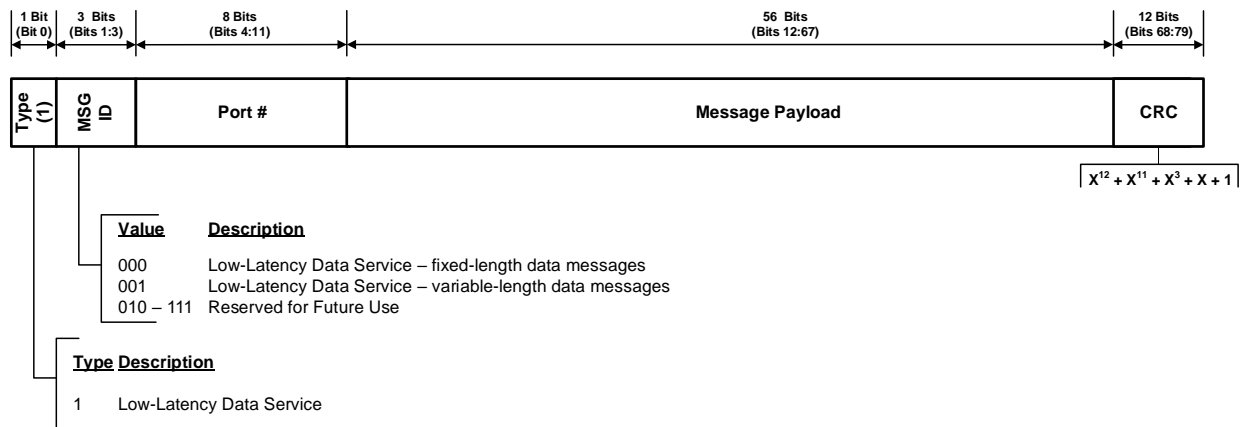 1 Bit 3 Bits 8 Bits 56 Bits 12 Bits
(Bit 0) (Bits 1:3) (Bits 4:11) (Bits 12:67) (Bits 68:79)
Type (1) MSG ID Port # Message Payload CRC
X¹² + X¹¹ + X³ + X + 1
Value Description
000 Low-Latency Data Service – fixed-length data messages
001 Low-Latency Data Service – variable-length data messages
010 – 111 Reserved for Future Use
Type Description
1 Low-Latency Data Service